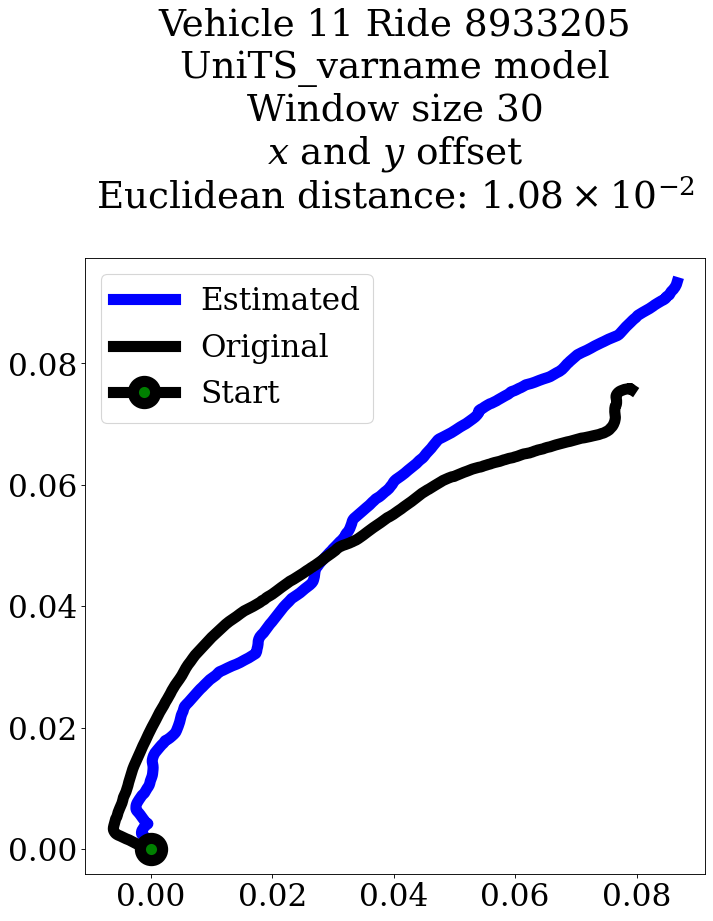 Vehicle 11 Ride 8933205
UniTS_varname model
Window size 30
x and y offset
Euclidean distance: 1.08 × 10⁻²
Estimated
Original
Start
0.08
0.06
0.04
0.02
0.00
0.00 0.02 0.04 0.06 0.08